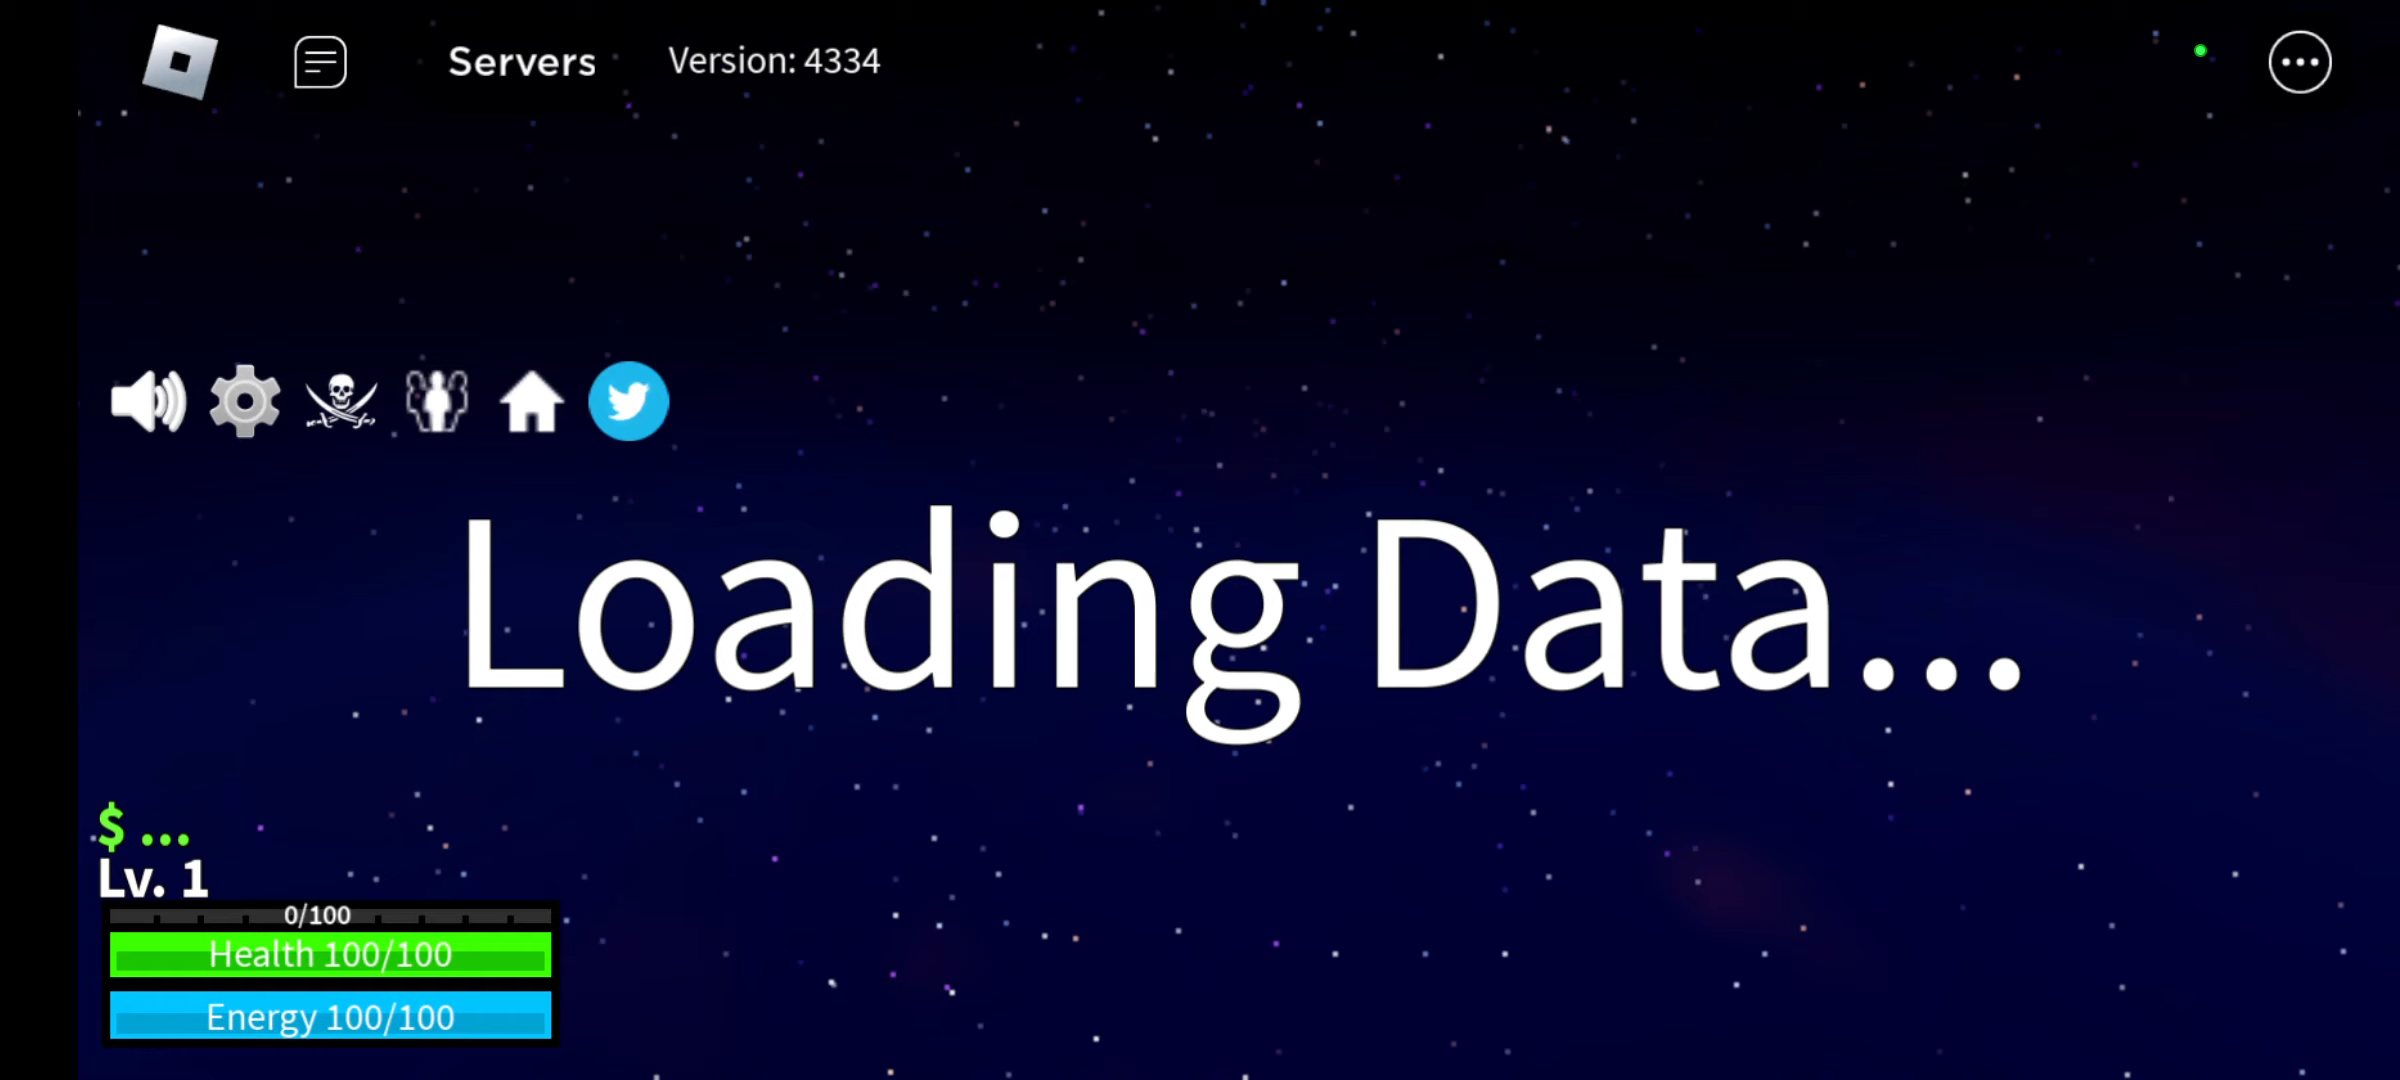 Servers Version: 4334
Loading Data...
$ ...
Lv. 1
0/100
Health 100/100
Energy 100/100